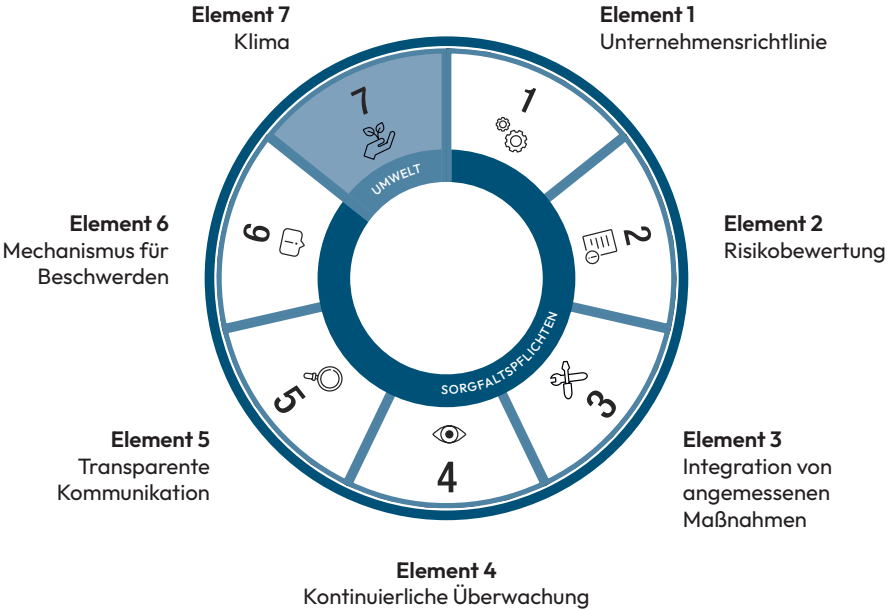 Element 7
Klima
Element 1
Unternehmensrichtlinie
7
1
UMWELT
Element 6
Mechanismus für
Beschwerden
6
2
Element 2
Risikobewertung
SORGFALTSPFLICHTEN
5
3
4
Element 5
Transparente
Kommunikation
Element 3
Integration von
angemessenen
Maßnahmen
Element 4
Kontinuierliche Überwachung